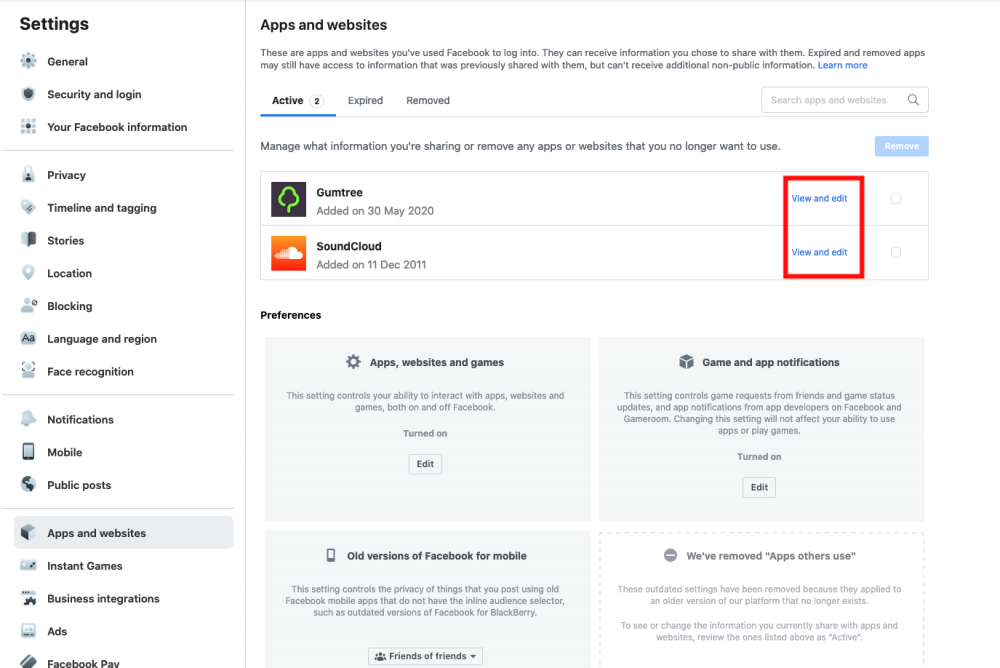 Settings
General
Security and login
Your Facebook information
Privacy
Timeline and tagging
Stories
Location
Blocking
Aa Language and region
Face recognition
Notifications
Mobile
Public posts
Apps and websites
Instant Games
Business integrations
Ads
Facebook Pay
Apps and websites
These are apps and websites you've used Facebook to log into. They can receive information you chose to share with them. Expired and removed apps
may still have access to information that was previously shared with them, but can't receive additional non-public information. Learn more
Active 2 Expired Removed Search apps and websites
Manage what information you're sharing or remove any apps or websites that you no longer want to use. Remove
Gumtree
Added on 30 May 2020
View and edit
SoundCloud
Added on 11 Dec 2011
View and edit
Preferences
Apps, websites and games
This setting controls your ability to interact with apps, websites and
games, both on and off Facebook.
Turned on
Edit
Game and app notifications
This setting controls game requests from friends and game status
updates, and app notifications from app developers on Facebook and
Gameroom. Changing this setting will not affect your ability to use
apps or play games.
Turned on
Edit
Old versions of Facebook for mobile
This setting controls the privacy of things that you post using old
Facebook mobile apps that do not have the inline audience selector,
such as outdated versions of Facebook for BlackBerry.
Friends of friends
We've removed "Apps others use"
These outdated settings have been removed because they applied to
an older version of our platform that no longer exists.
To see or change the information you currently share with apps and
websites, review the ones listed above as "Active".